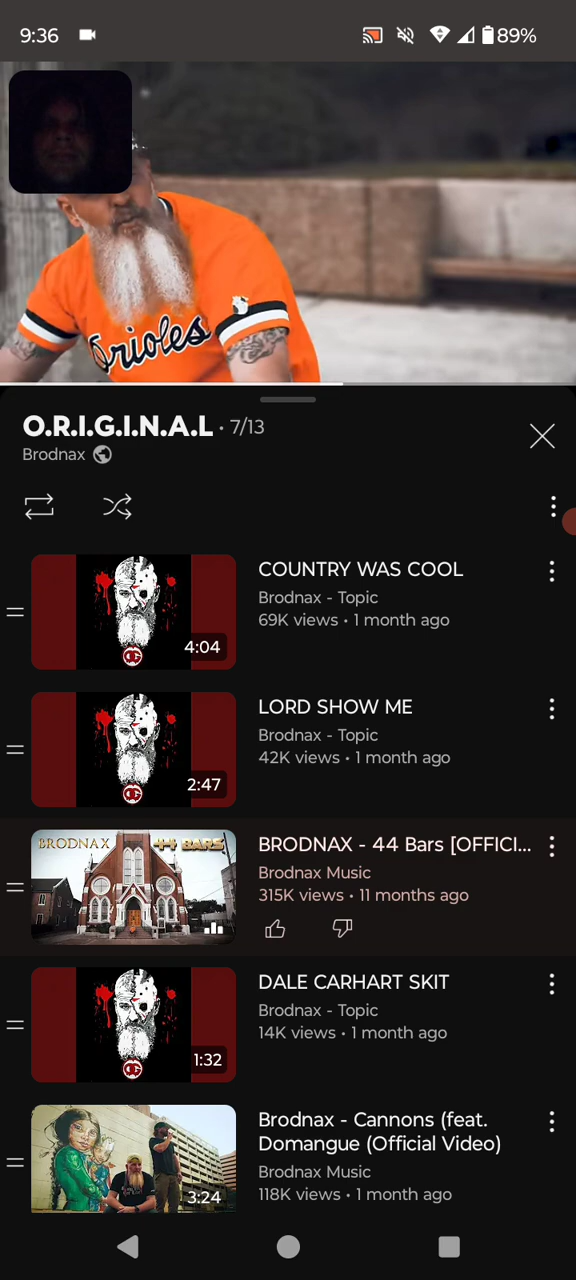 9:36
89%
Orioles
O.R.I.G.I.N.A.L · 7/13
Brodnax
COUNTRY WAS COOL
Brodnax - Topic
69K views • 1 month ago
4:04
LORD SHOW ME
Brodnax - Topic
42K views • 1 month ago
2:47
BRODNAX 44 BARS
BRODNAX - 44 Bars [OFFICI...
Brodnax Music
315K views • 11 months ago
DALE CARHART SKIT
Brodnax - Topic
14K views • 1 month ago
1:32
Brodnax - Cannons (feat.
Domangue (Official Video)
Brodnax Music
118K views • 1 month ago
3:24